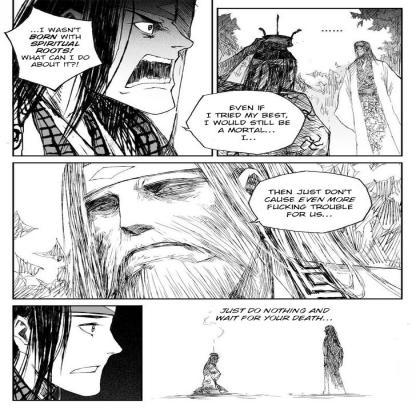 ...I WASN'T
BORN WITH
SPIRITUAL
ROOTS!
WHAT CAN I DO
ABOUT IT?!
......
EVEN IF
I TRIED MY BEST,
I WOULD STILL BE
A MORTAL...
I...
THEN JUST DON'T
CAUSE EVEN MORE
FUCKING TROUBLE
FOR US...
JUST DO NOTHING AND
WAIT FOR YOUR DEATH...